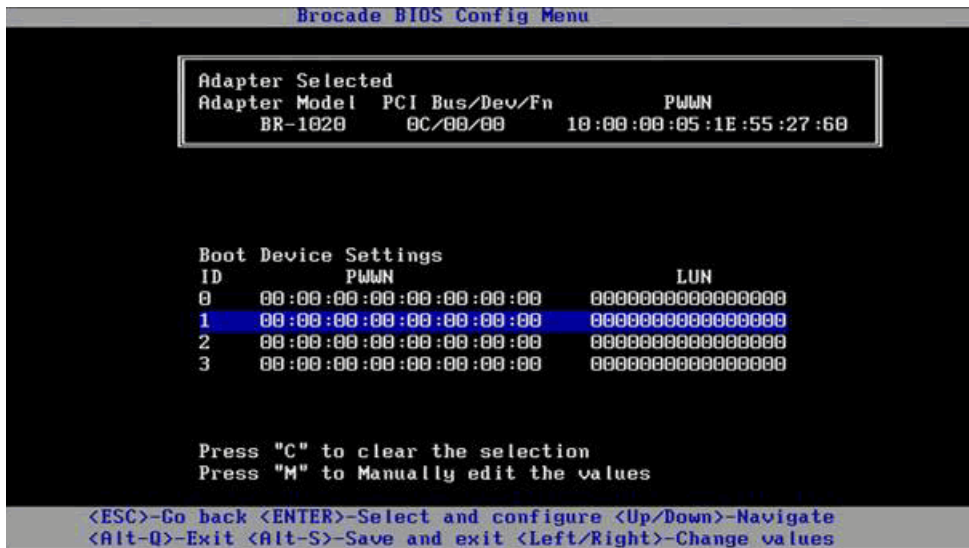 Brocade BIOS Config Menu
Adapter Selected
Adapter Model PCI Bus/Dev/Fn PWWN
BR-1020 0C/00/00 10:00:00:05:1E:55:27:60
Boot Device Settings
ID PWWN LUN
0 00:00:00:00:00:00:00:00 0000000000000000
1 00:00:00:00:00:00:00:00 0000000000000000
2 00:00:00:00:00:00:00:00 0000000000000000
3 00:00:00:00:00:00:00:00 0000000000000000
Press "C" to clear the selection
Press "M" to Manually edit the values
<ESC>-Go back <ENTER>-Select and configure <Up/Down>-Navigate
<Alt-Q>-Exit <Alt-S>-Save and exit <Left/Right>-Change values